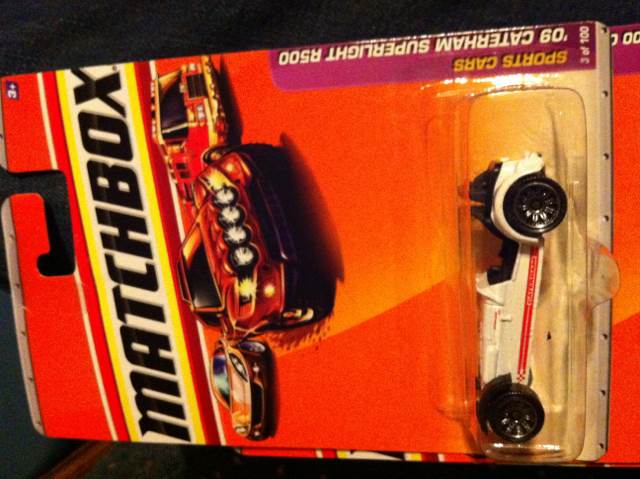 MATCHBOX
3+
'09 CATERHAM SUPERLIGHT R500
SPORTS CARS
3 of 100